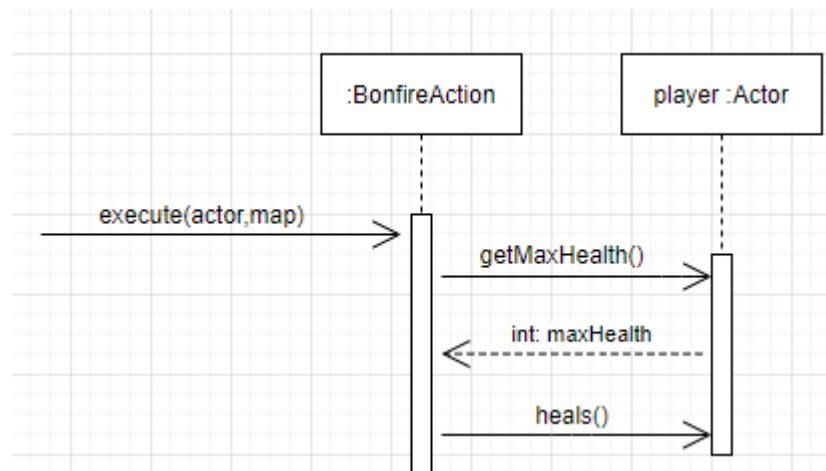 :BonfireAction
player :Actor
execute(actor,map)
getMaxHealth()
int: maxHealth
heals()